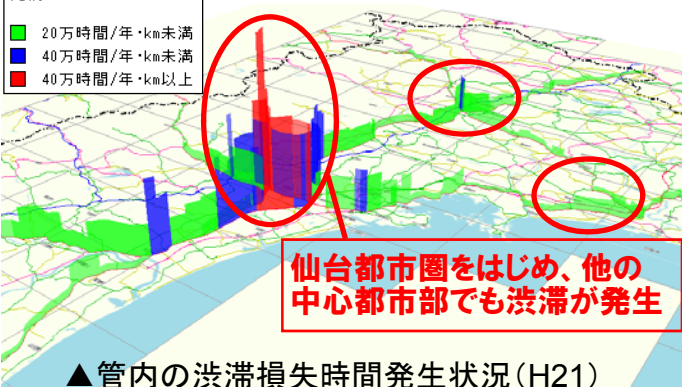 20万時間/年・km未満
40万時間/年・km未満
40万時間/年・km以上
仙台都市圏をはじめ、他の
中心都市部でも渋滞が発生
▲管内の渋滞損失時間発生状況(H21)